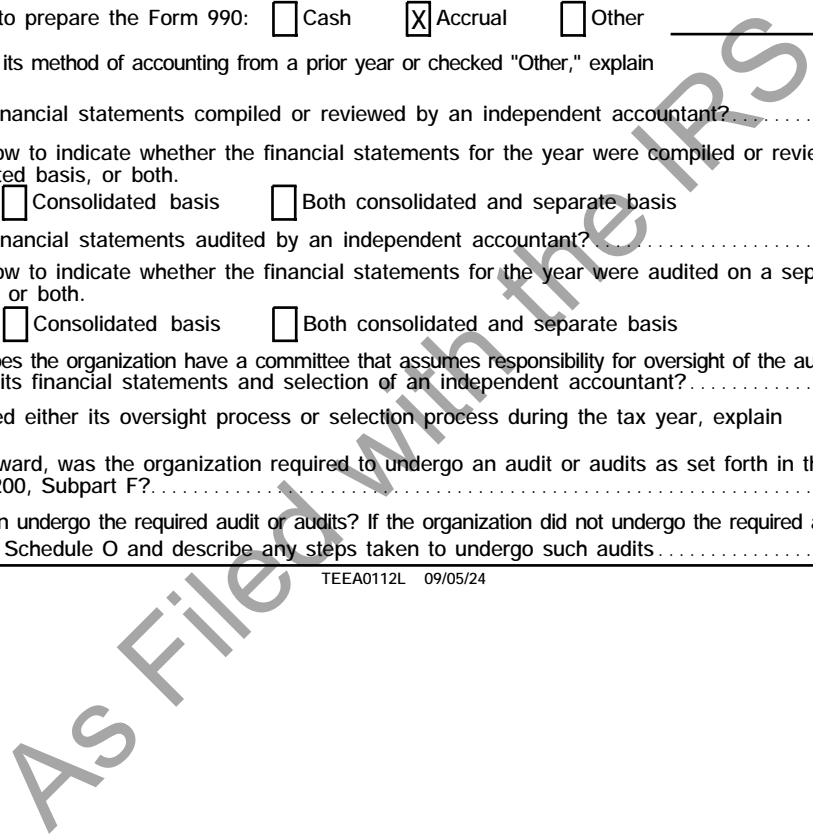 to prepare the Form 990: Cash X Accrual Other
its method of accounting from a prior year or checked "Other," explain
nancial statements compiled or reviewed by an independent accountant?
ow to indicate whether the financial statements for the year were compiled or revie
ted basis, or both.
Consolidated basis Both consolidated and separate basis
nancial statements audited by an independent accountant?
ow to indicate whether the financial statements for the year were audited on a sep
or both.
Consolidated basis Both consolidated and separate basis
oes the organization have a committee that assumes responsibility for oversight of the au
its financial statements and selection of an independent accountant?
ed either its oversight process or selection process during the tax year, explain
ward, was the organization required to undergo an audit or audits as set forth in th
200, Subpart F?
n undergo the required audit or audits? If the organization did not undergo the required a
Schedule O and describe any steps taken to undergo such audits
TEEA0112L 09/05/24
As Filed with the IRS